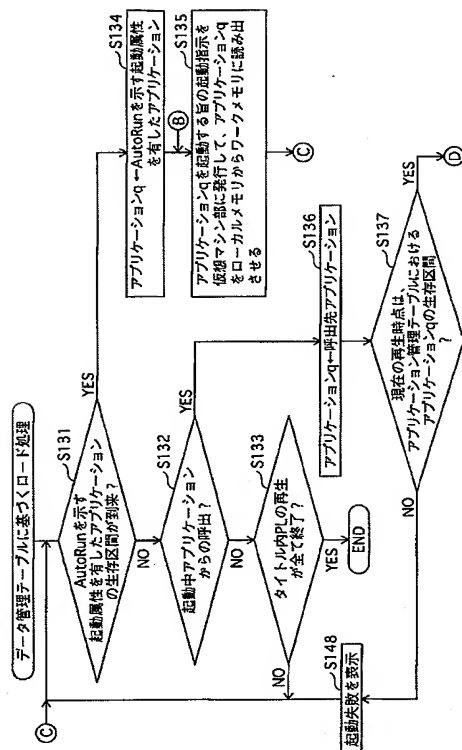 データ管理テーブルに基づくロード処理
Ⓒ
S131
AutoRunを示す
起動属性を有したアプリケーション
の生存区間が到来？
YES
NO
S134
アプリケーションq ←AutoRunを示す起動属性
を有したアプリケーション
Ⓑ
S135
アプリケーションqを起動する旨の起動指示を
仮想マシン部に発行して、アプリケーションq
をローカルメモリからワークメモリに読み出
させる
Ⓒ
S132
起動中アプリケーション
からの呼出？
YES
NO
S133
タイトル内PLの再生
が全て終了？
NO
YES
END
S136
アプリケーションq←呼出先アプリケーション
S137
現在の再生時点は、
アプリケーション管理テーブルにおける
アプリケーションqの生存区間
？
YES
Ⓓ
NO
S148
起動失敗を表示